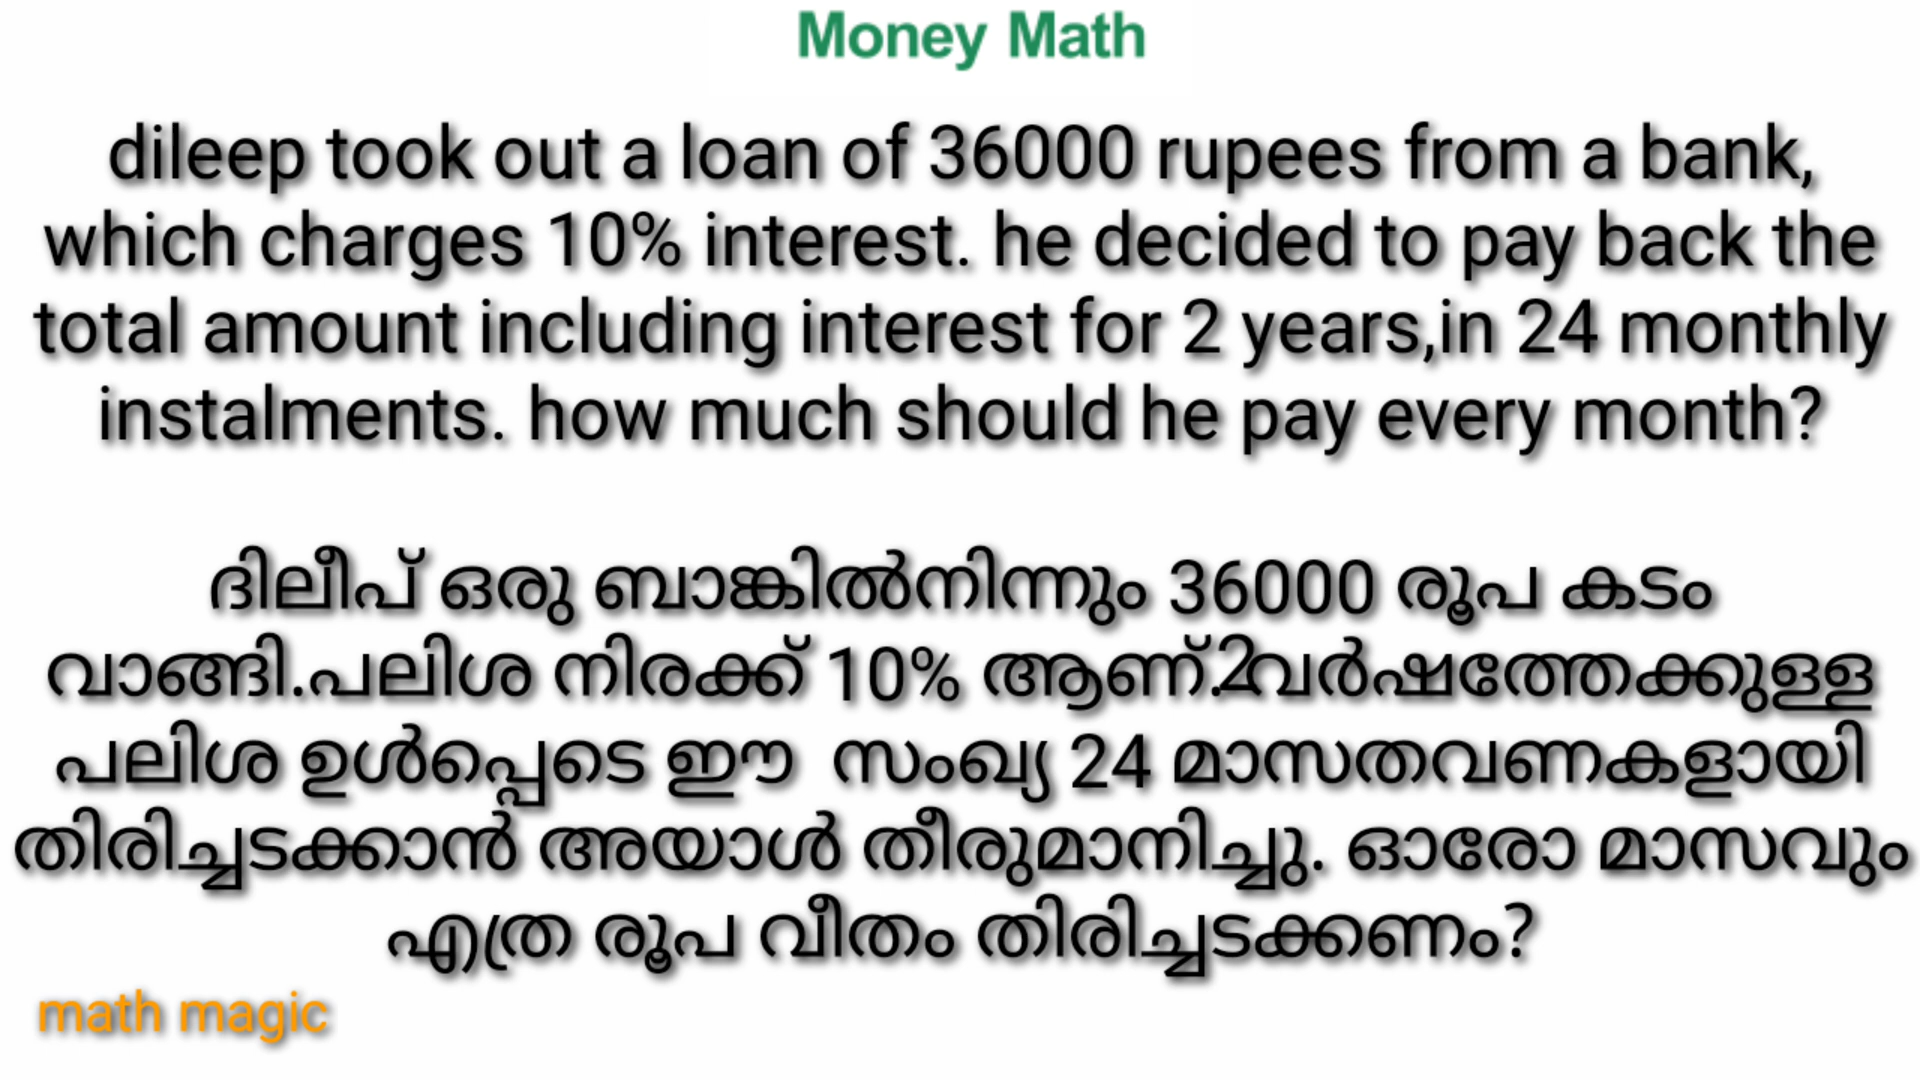 Money Math
dileep took out a loan of 36000 rupees from a bank,
which charges 10% interest. he decided to pay back the
total amount including interest for 2 years,in 24 monthly
instalments. how much should he pay every month?
ദിലീപ് ഒരു ബാങ്കിൽനിന്നും 36000 രൂപ കടം
വാങ്ങി.പലിശ നിരക്ക് 10% ആണ്.2വർഷത്തേക്കുള്ള
പലിശ ഉൾപ്പെടെ ഈ സംഖ്യ 24 മാസതവണകളായി
തിരിച്ചടക്കാൻ അയാൾ തീരുമാനിച്ചു. ഓരോ മാസവും
എത്ര രൂപ വീതം തിരിച്ചടക്കണം?
math magic